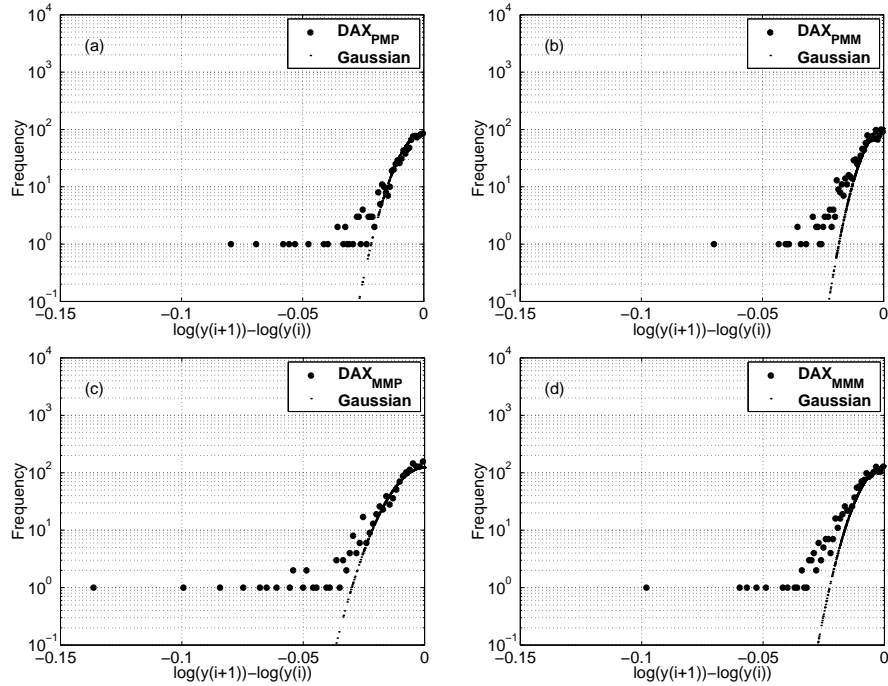 10^4
10^3
10^2
10^1
10^0
10^-1
Frequency
(a)
DAX_PMP
Gaussian
−0.15
−0.1
−0.05
0
log(y(i+1))−log(y(i))
10^4
10^3
10^2
10^1
10^0
10^-1
Frequency
(b)
DAX_PMM
Gaussian
−0.15
−0.1
−0.05
0
log(y(i+1))−log(y(i))
10^4
10^3
10^2
10^1
10^0
10^-1
Frequency
(c)
DAX_MMP
Gaussian
−0.15
−0.1
−0.05
0
log(y(i+1))−log(y(i))
10^4
10^3
10^2
10^1
10^0
10^-1
Frequency
(d)
DAX_MMM
Gaussian
−0.15
−0.1
−0.05
0
log(y(i+1))−log(y(i))